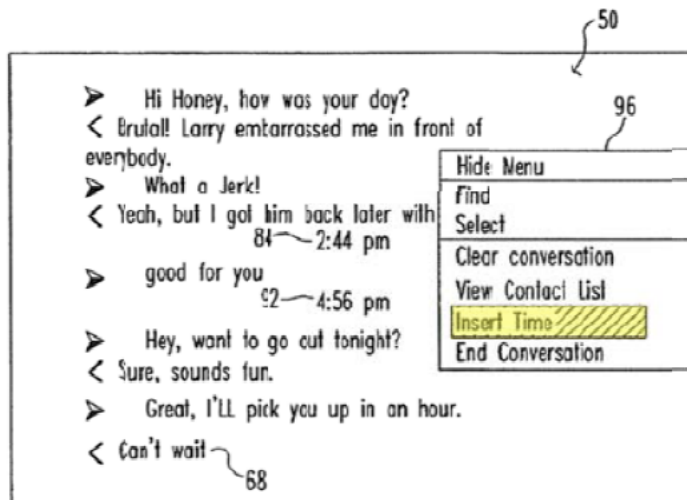 50
➢ Hi Honey, how was your day?
< Brutal! Larry embarrassed me in front of
everybody.
➢ What a Jerk!
< Yeah, but I got him back later with
84 2:44 pm
➢ good for you
92 4:56 pm
➢ Hey, want to go out tonight?
< Sure, sounds fun.
➢ Great, I'LL pick you up in an hour.
< Can't wait
68
96
Hide Menu
Find
Select
Clear conversation
View Contact List
Insert Time
End Conversation